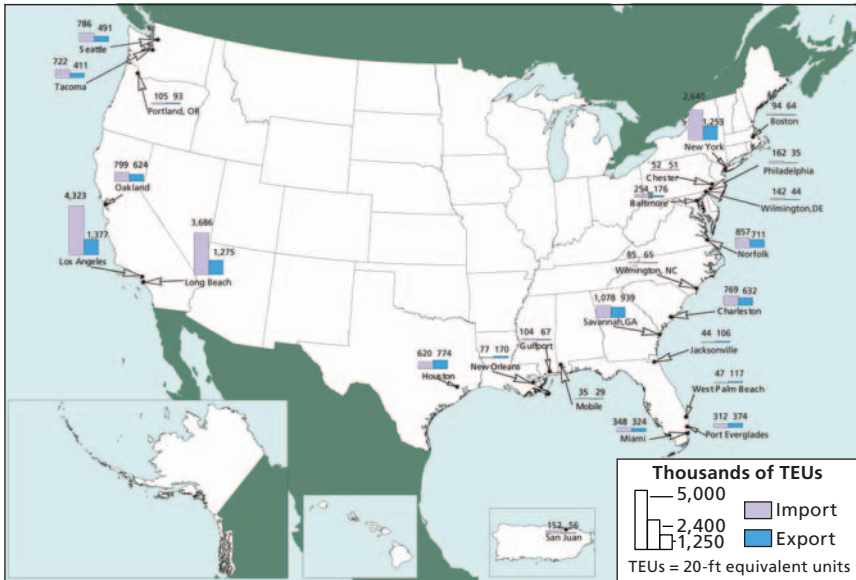 786 491
Seattle
722 411
Tacoma
105 93
Portland, OR
799 624
Oakland
4,323
1,377
Los Angeles
3,686
1,275
Long Beach
620 774
Houston
77 170
New Orleans
104 67
Gulfport
35 29
Mobile
2,640
1,253
New York
94 64
Boston
162 35
Philadelphia
52 51
Chester
142 44
Wilmington,DE
254 176
Baltimore
857 711
Norfolk
85 65
Wilmington, NC
769 632
Charleston
1,078 939
Savannah,GA
44 106
Jacksonville
47 117
West Palm Beach
312 374
Port Everglades
348 324
Miami
152 56
San Juan
Thousands of TEUs
5,000
2,400
1,250
Import
Export
TEUs = 20-ft equivalent units